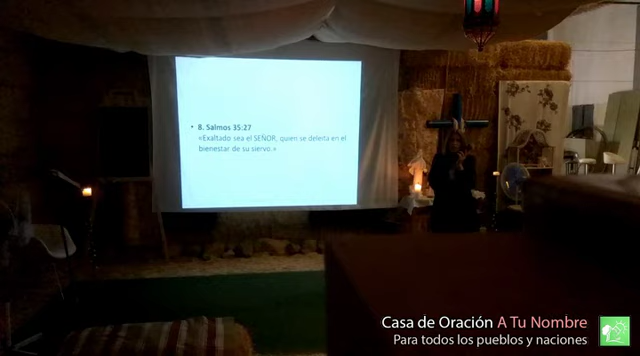 • 8. Salmos 35:27
«Exaltado sea el SEÑOR, quien se deleita en el
bienestar de su siervo.»
Casa de Oración A Tu Nombre
Para todos los pueblos y naciones